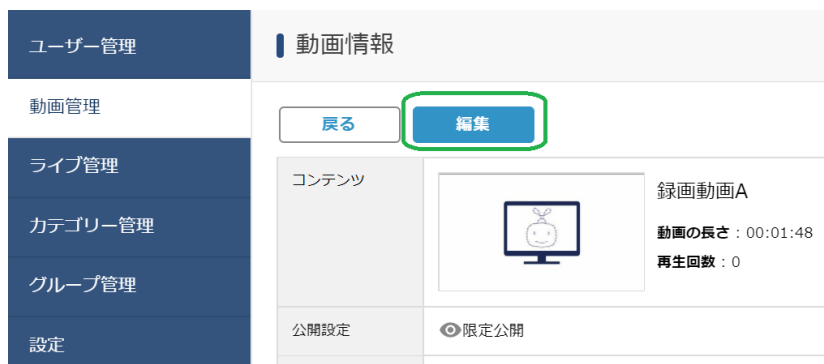 ユーザー管理
動画管理
ライブ管理
カテゴリー管理
グループ管理
設定
動画情報
戻る
編集
コンテンツ
録画動画A
動画の長さ：00:01:48
再生回数：0
公開設定
限定公開